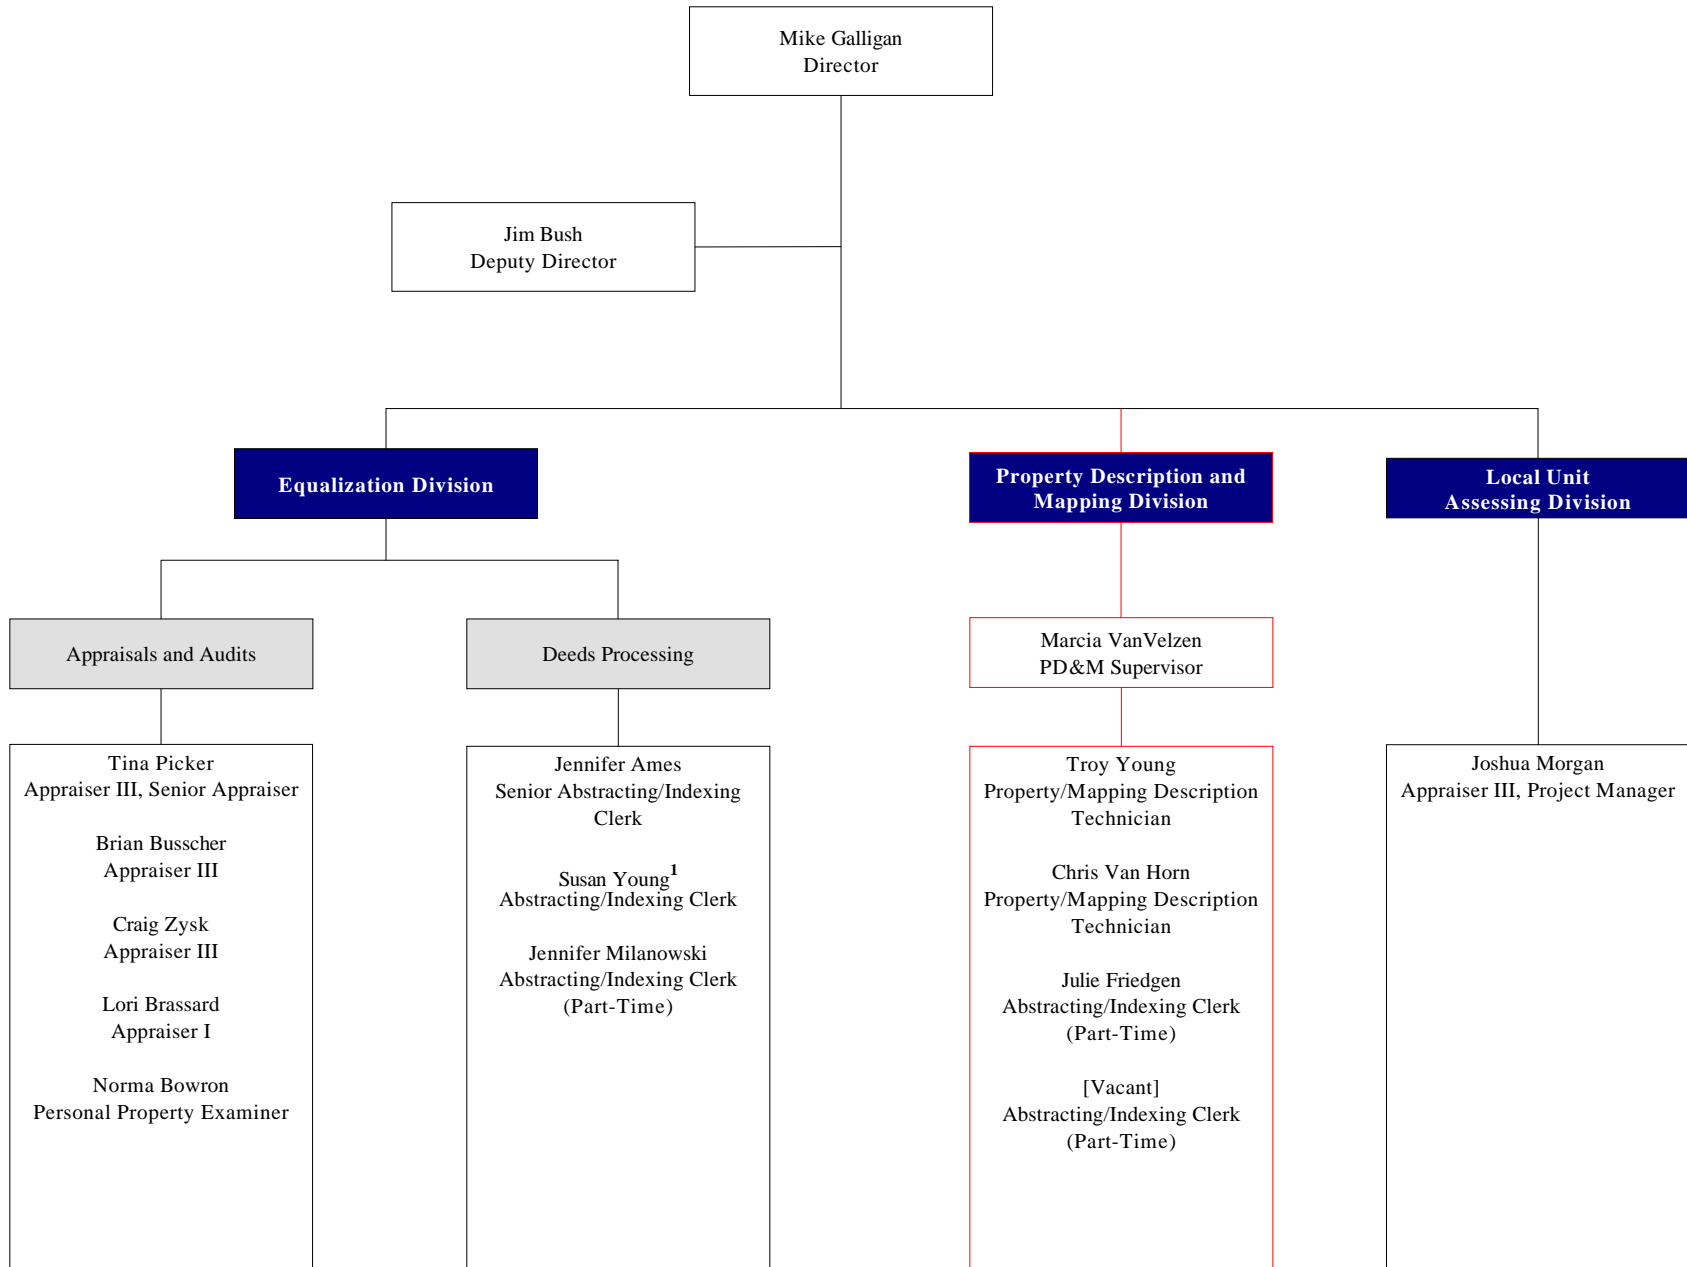 Mike Galligan
Director
Jim Bush
Deputy Director
Equalization Division
Property Description and
Mapping Division
Local Unit
Assessing Division
Appraisals and Audits
Deeds Processing
Marcia VanVelzen
PD&M Supervisor
Tina Picker
Appraiser III, Senior Appraiser
Brian Busscher
Appraiser III
Craig Zysk
Appraiser III
Lori Brassard
Appraiser I
Norma Bowron
Personal Property Examiner
Jennifer Ames
Senior Abstracting/Indexing
Clerk
Susan Young¹
Abstracting/Indexing Clerk
Jennifer Milanowski
Abstracting/Indexing Clerk
(Part-Time)
Troy Young
Property/Mapping Description
Technician
Chris Van Horn
Property/Mapping Description
Technician
Julie Friedgen
Abstracting/Indexing Clerk
(Part-Time)
[Vacant]
Abstracting/Indexing Clerk
(Part-Time)
Joshua Morgan
Appraiser III, Project Manager